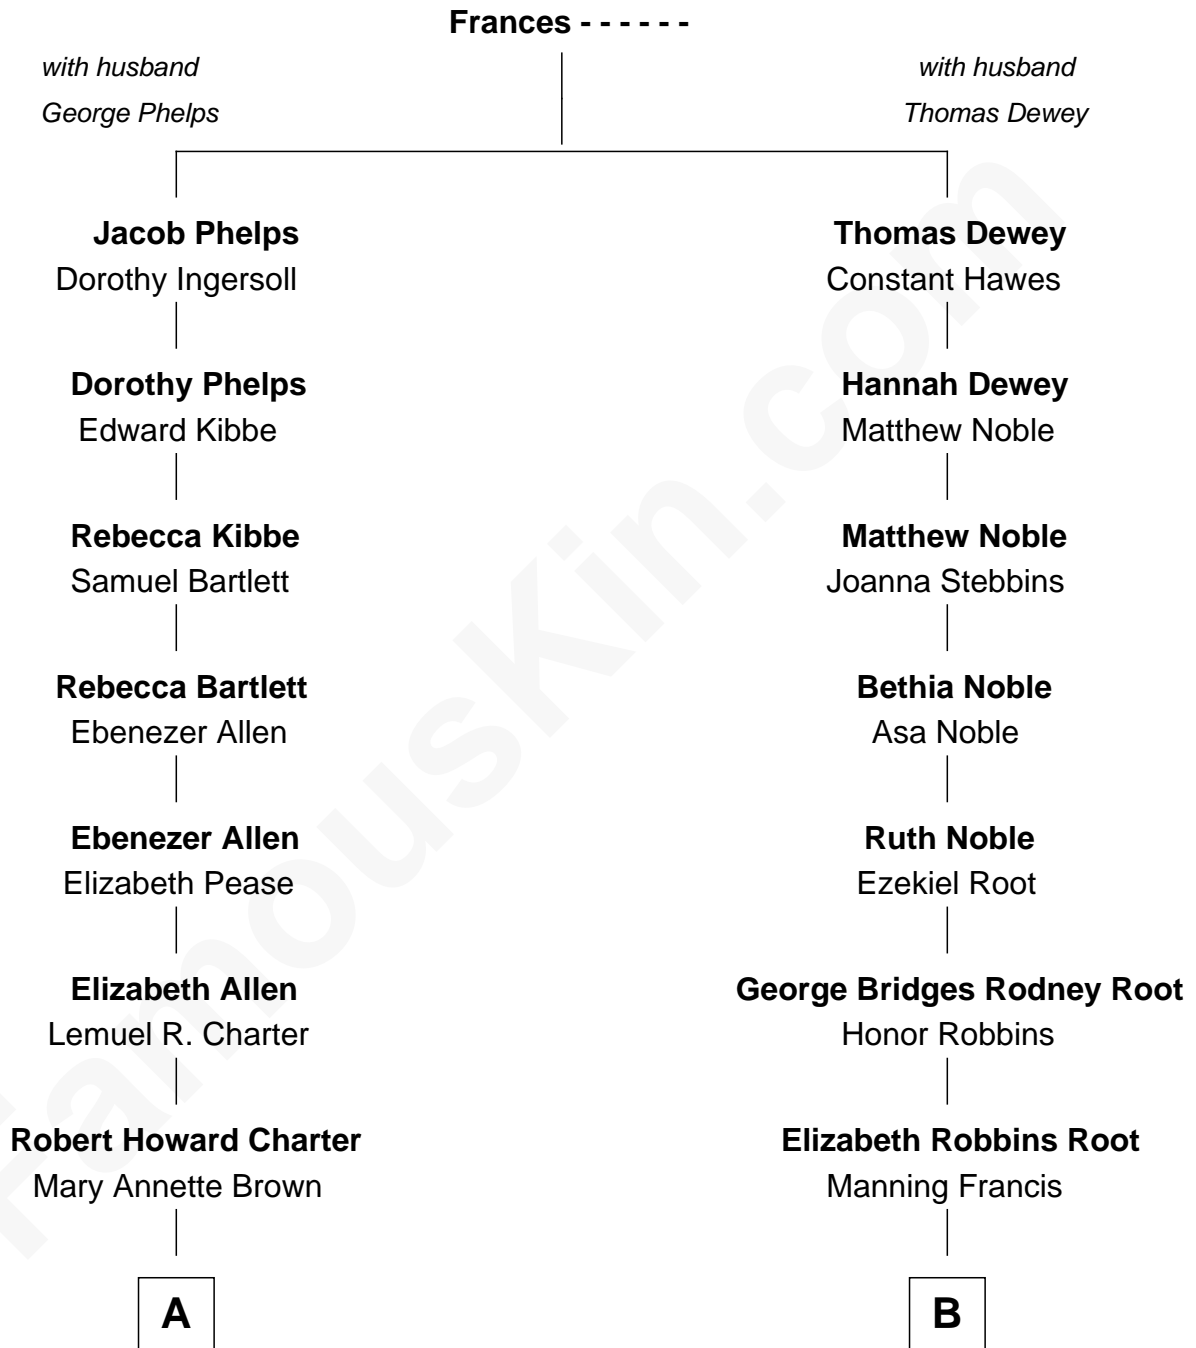 Frances - - - - - -
with husband
George Phelps
with husband
Thomas Dewey
Jacob Phelps
Dorothy Ingersoll
Thomas Dewey
Constant Hawes
Dorothy Phelps
Edward Kibbe
Hannah Dewey
Matthew Noble
Rebecca Kibbe
Samuel Bartlett
Matthew Noble
Joanna Stebbins
Rebecca Bartlett
Ebenezer Allen
Bethia Noble
Asa Noble
Ebenezer Allen
Elizabeth Pease
Ruth Noble
Ezekiel Root
Elizabeth Allen
Lemuel R. Charter
George Bridges Rodney Root
Honor Robbins
Robert Howard Charter
Mary Annette Brown
Elizabeth Robbins Root
Manning Francis
A
B
FamousKin.com